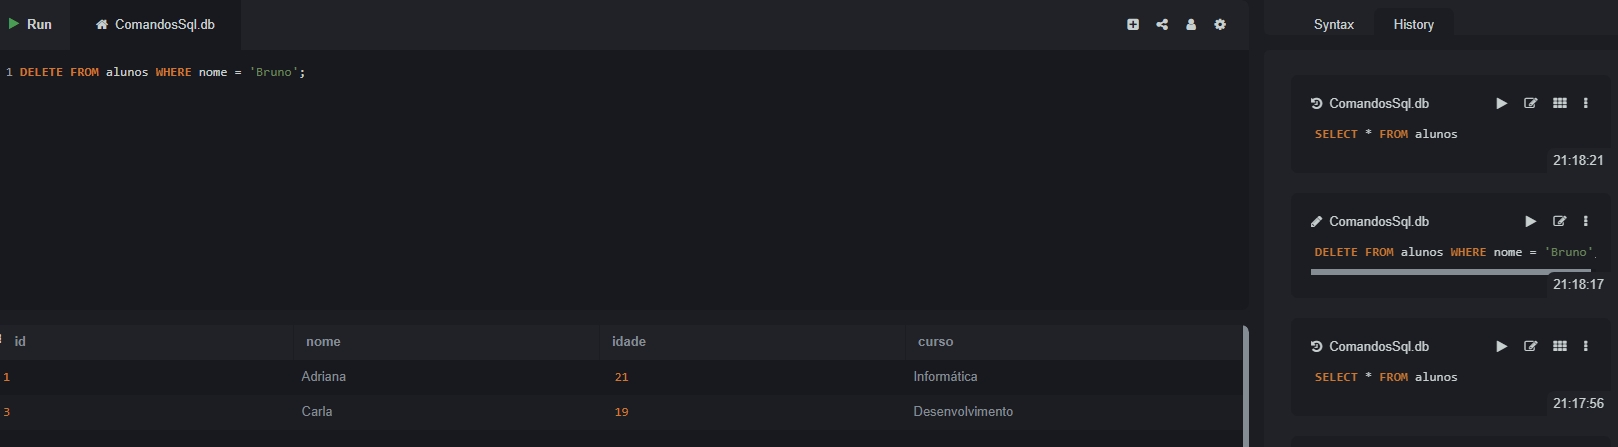 Run ComandosSql.db
Syntax History
1 DELETE FROM alunos WHERE nome = 'Bruno';
id nome idade curso
1 Adriana 21 Informática
3 Carla 19 Desenvolvimento
ComandosSql.db
SELECT * FROM alunos
21:18:21
ComandosSql.db
DELETE FROM alunos WHERE nome = 'Bruno'
21:18:17
ComandosSql.db
SELECT * FROM alunos
21:17:56